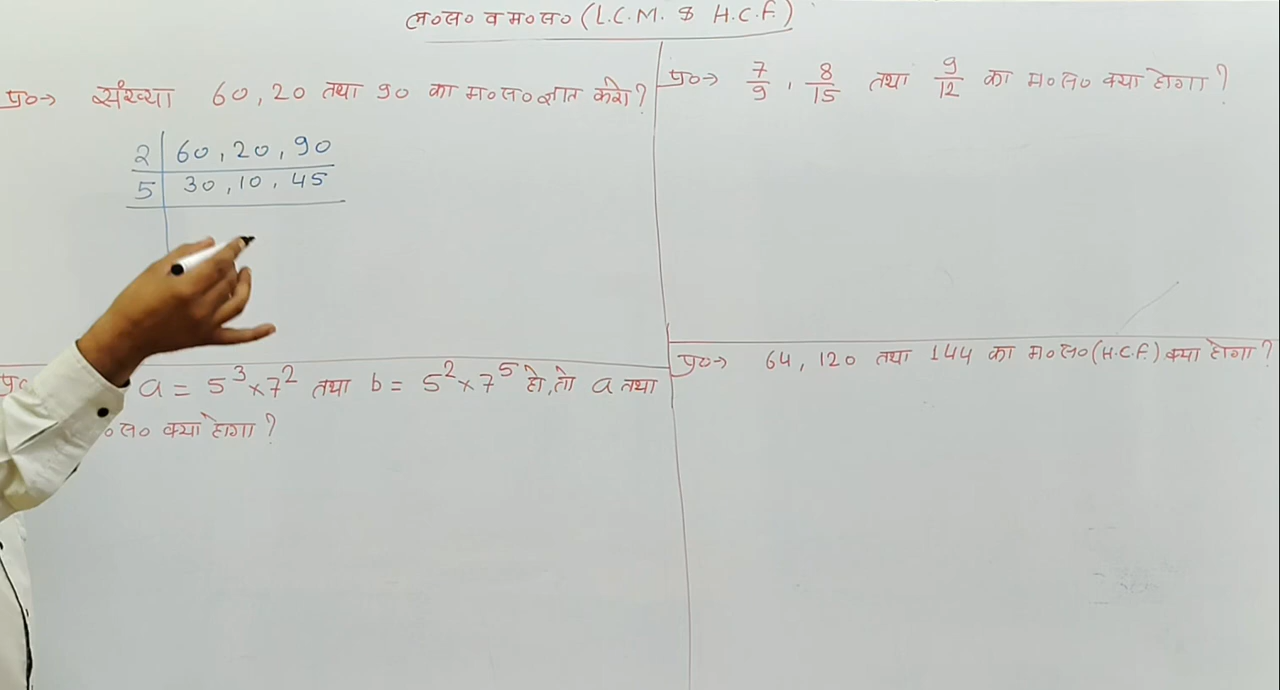 ल०स० व म०स० (L.C.M. & H.C.F.)
प्र०→ संख्या 60, 20 तथा 90 का म०स० ज्ञात करो?
2 | 60, 20, 90
5 | 30, 10, 45
a = 5³ × 7² तथा b = 5² × 7⁵ हो, तो a तथा
०स० क्या होगा?
प्र०→ 7/9, 8/15 तथा 9/12 का म०स० क्या होगा?
प्र०→ 64, 120 तथा 144 का म०स० (H.C.F.) क्या होगा?